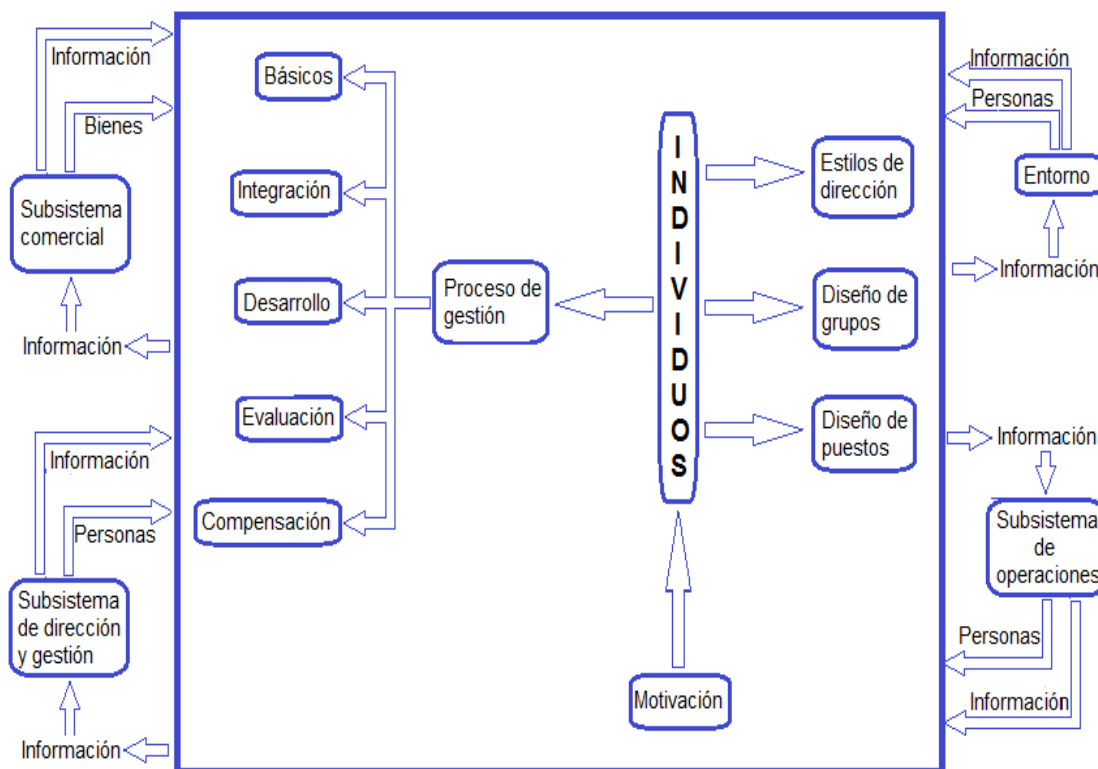 Información
Bienes
Subsistema
comercial
Información
Información
Personas
Subsistema
de dirección
y gestión
Información
Básicos
Integración
Desarrollo
Evaluación
Compensación
Proceso de
gestión
INDIVIDUOS
Motivación
Estilos de
dirección
Diseño de
grupos
Diseño de
puestos
Información
Personas
Entorno
Información
Información
Subsistema
de
operaciones
Personas
Información